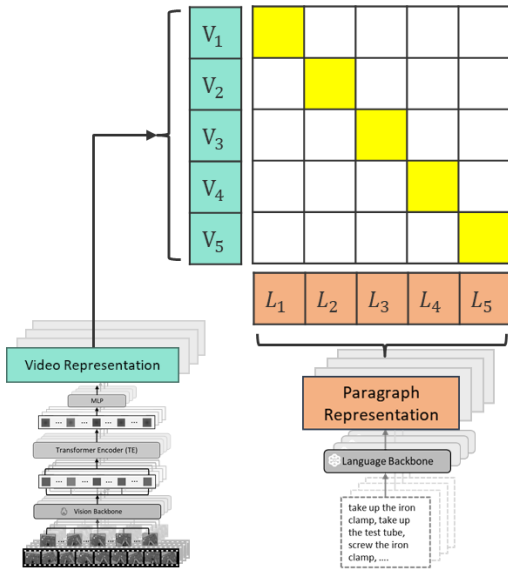 V1
V2
V3
V4
V5
L1 L2 L3 L4 L5
Video Representation
MLP
... ... ... ...
Transformer Encoder (TE)
... ... ... ...
Vision Backbone
Paragraph
Representation
Language Backbone
take up the iron
clamp, take up
the test tube,
screw the iron
clamp, ....